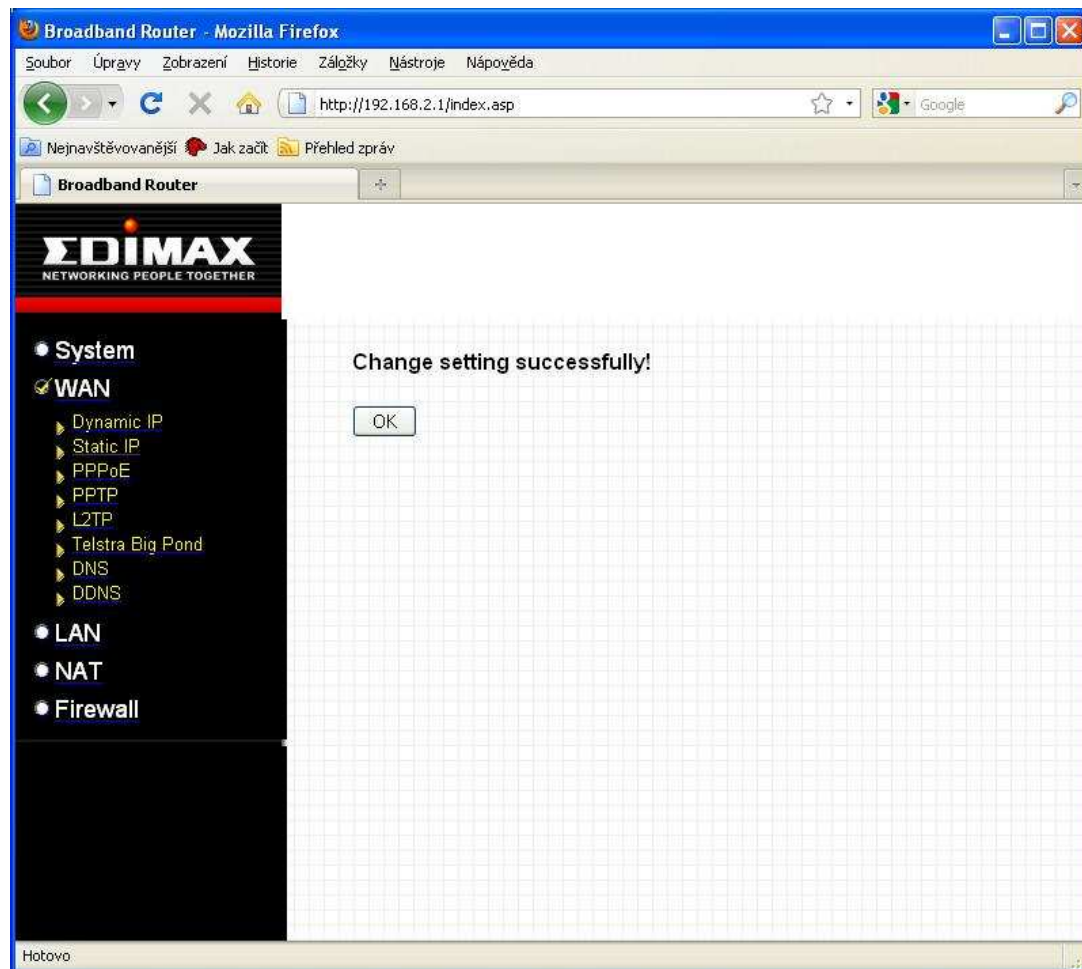 Broadband Router - Mozilla Firefox
Soubor Úpravy Zobrazení Historie Záložky Nástroje Nápověda
http://192.168.2.1/index.asp
Google
Nejnavštěvovanější Jak začít Přehled zpráv
Broadband Router
EDIMAX
NETWORKING PEOPLE TOGETHER
System
WAN
Dynamic IP
Static IP
PPPoE
PPTP
L2TP
Telstra Big Pond
DNS
DDNS
LAN
NAT
Firewall
Change setting successfully!
OK
Hotovo